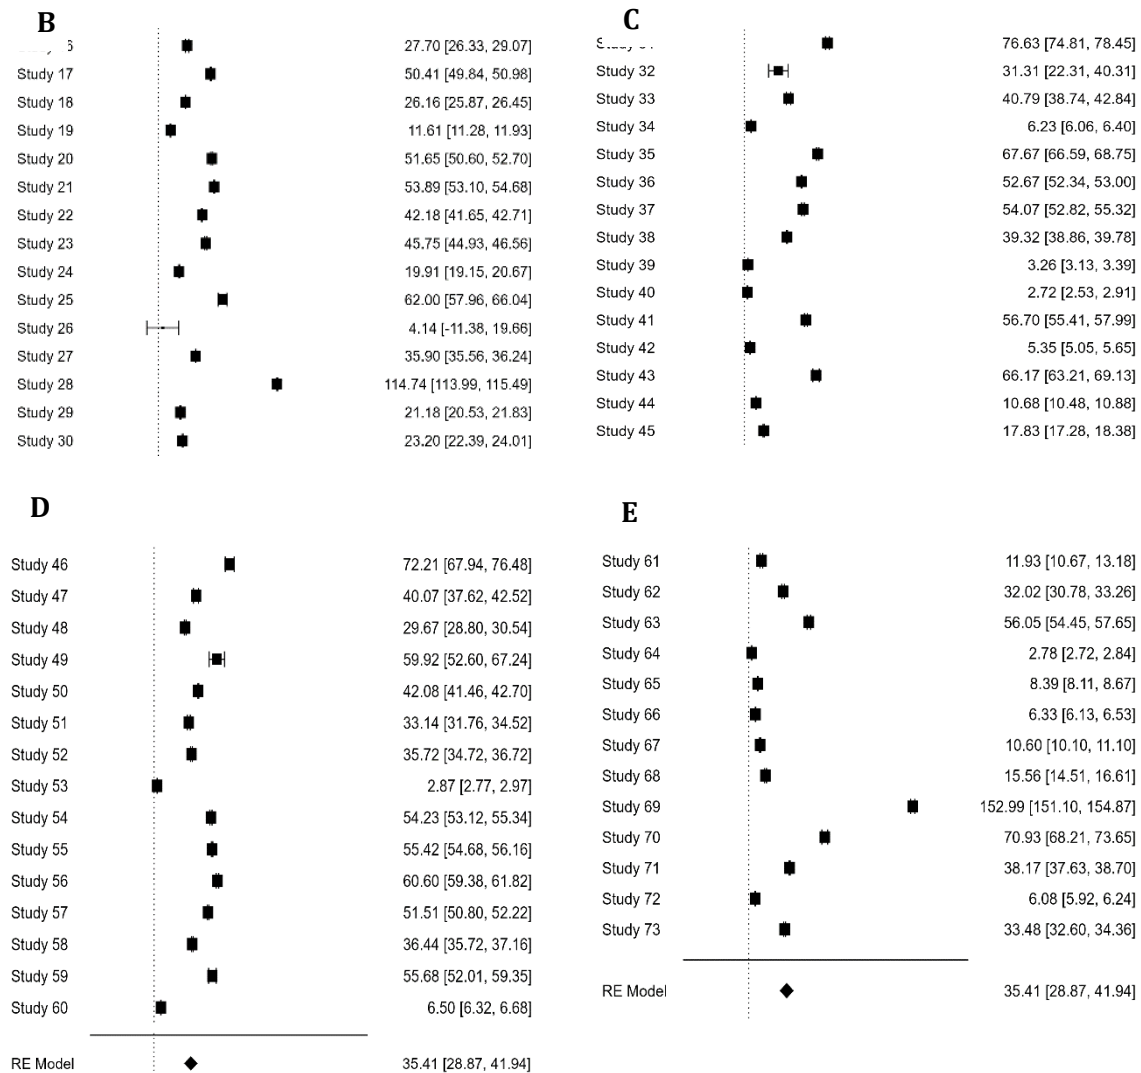 B
6 27.70 [26.33, 29.07]
Study 17 50.41 [49.84, 50.98]
Study 18 26.16 [25.87, 26.45]
Study 19 11.61 [11.28, 11.93]
Study 20 51.65 [50.60, 52.70]
Study 21 53.89 [53.10, 54.68]
Study 22 42.18 [41.65, 42.71]
Study 23 45.75 [44.93, 46.56]
Study 24 19.91 [19.15, 20.67]
Study 25 62.00 [57.96, 66.04]
Study 26 4.14 [-11.38, 19.66]
Study 27 35.90 [35.56, 36.24]
Study 28 114.74 [113.99, 115.49]
Study 29 21.18 [20.53, 21.83]
Study 30 23.20 [22.39, 24.01]
C
76.63 [74.81, 78.45]
Study 32 31.31 [22.31, 40.31]
Study 33 40.79 [38.74, 42.84]
Study 34 6.23 [6.06, 6.40]
Study 35 67.67 [66.59, 68.75]
Study 36 52.67 [52.34, 53.00]
Study 37 54.07 [52.82, 55.32]
Study 38 39.32 [38.86, 39.78]
Study 39 3.26 [3.13, 3.39]
Study 40 2.72 [2.53, 2.91]
Study 41 56.70 [55.41, 57.99]
Study 42 5.35 [5.05, 5.65]
Study 43 66.17 [63.21, 69.13]
Study 44 10.68 [10.48, 10.88]
Study 45 17.83 [17.28, 18.38]
D
Study 46 72.21 [67.94, 76.48]
Study 47 40.07 [37.62, 42.52]
Study 48 29.67 [28.80, 30.54]
Study 49 59.92 [52.60, 67.24]
Study 50 42.08 [41.46, 42.70]
Study 51 33.14 [31.76, 34.52]
Study 52 35.72 [34.72, 36.72]
Study 53 2.87 [2.77, 2.97]
Study 54 54.23 [53.12, 55.34]
Study 55 55.42 [54.68, 56.16]
Study 56 60.60 [59.38, 61.82]
Study 57 51.51 [50.80, 52.22]
Study 58 36.44 [35.72, 37.16]
Study 59 55.68 [52.01, 59.35]
Study 60 6.50 [6.32, 6.68]
RE Model 35.41 [28.87, 41.94]
E
Study 61 11.93 [10.67, 13.18]
Study 62 32.02 [30.78, 33.26]
Study 63 56.05 [54.45, 57.65]
Study 64 2.78 [2.72, 2.84]
Study 65 8.39 [8.11, 8.67]
Study 66 6.33 [6.13, 6.53]
Study 67 10.60 [10.10, 11.10]
Study 68 15.56 [14.51, 16.61]
Study 69 152.99 [151.10, 154.87]
Study 70 70.93 [68.21, 73.65]
Study 71 38.17 [37.63, 38.70]
Study 72 6.08 [5.92, 6.24]
Study 73 33.48 [32.60, 34.36]
RE Model 35.41 [28.87, 41.94]